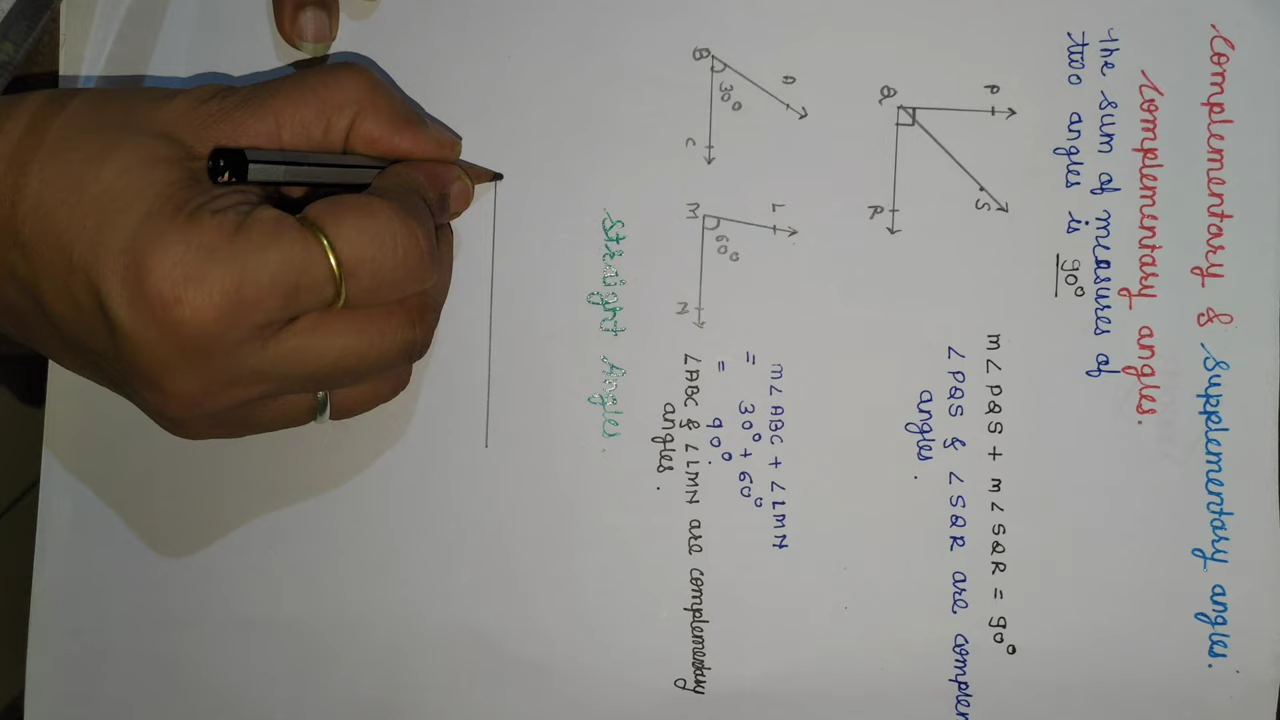 Complementary & Supplementary angles.
Complementary angles.
The sum of measures of
two angles is 90°
P
S
Q
R
m∠PQS + m∠SQR = 90°
∠PQS & ∠SQR are complem
angles.
A
B
30°
C
L
M
60°
N
m∠ABC + ∠LMN
= 30° + 60°
= 90°
∠ABC & ∠LMN are complementary
angles.
Straight Angles.